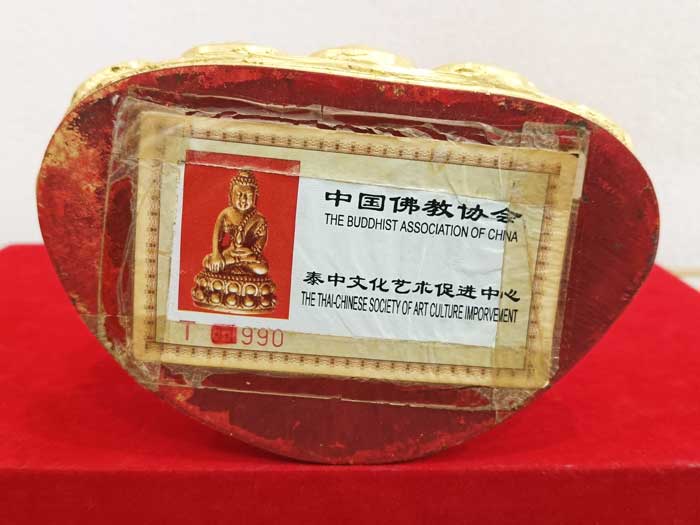 中国佛教协会
THE BUDDHIST ASSOCIATION OF CHINA
泰中文化艺术促进中心
THE THAI-CHINESE SOCIETY OF ART CULTURE IMPORVEMENT
T 990